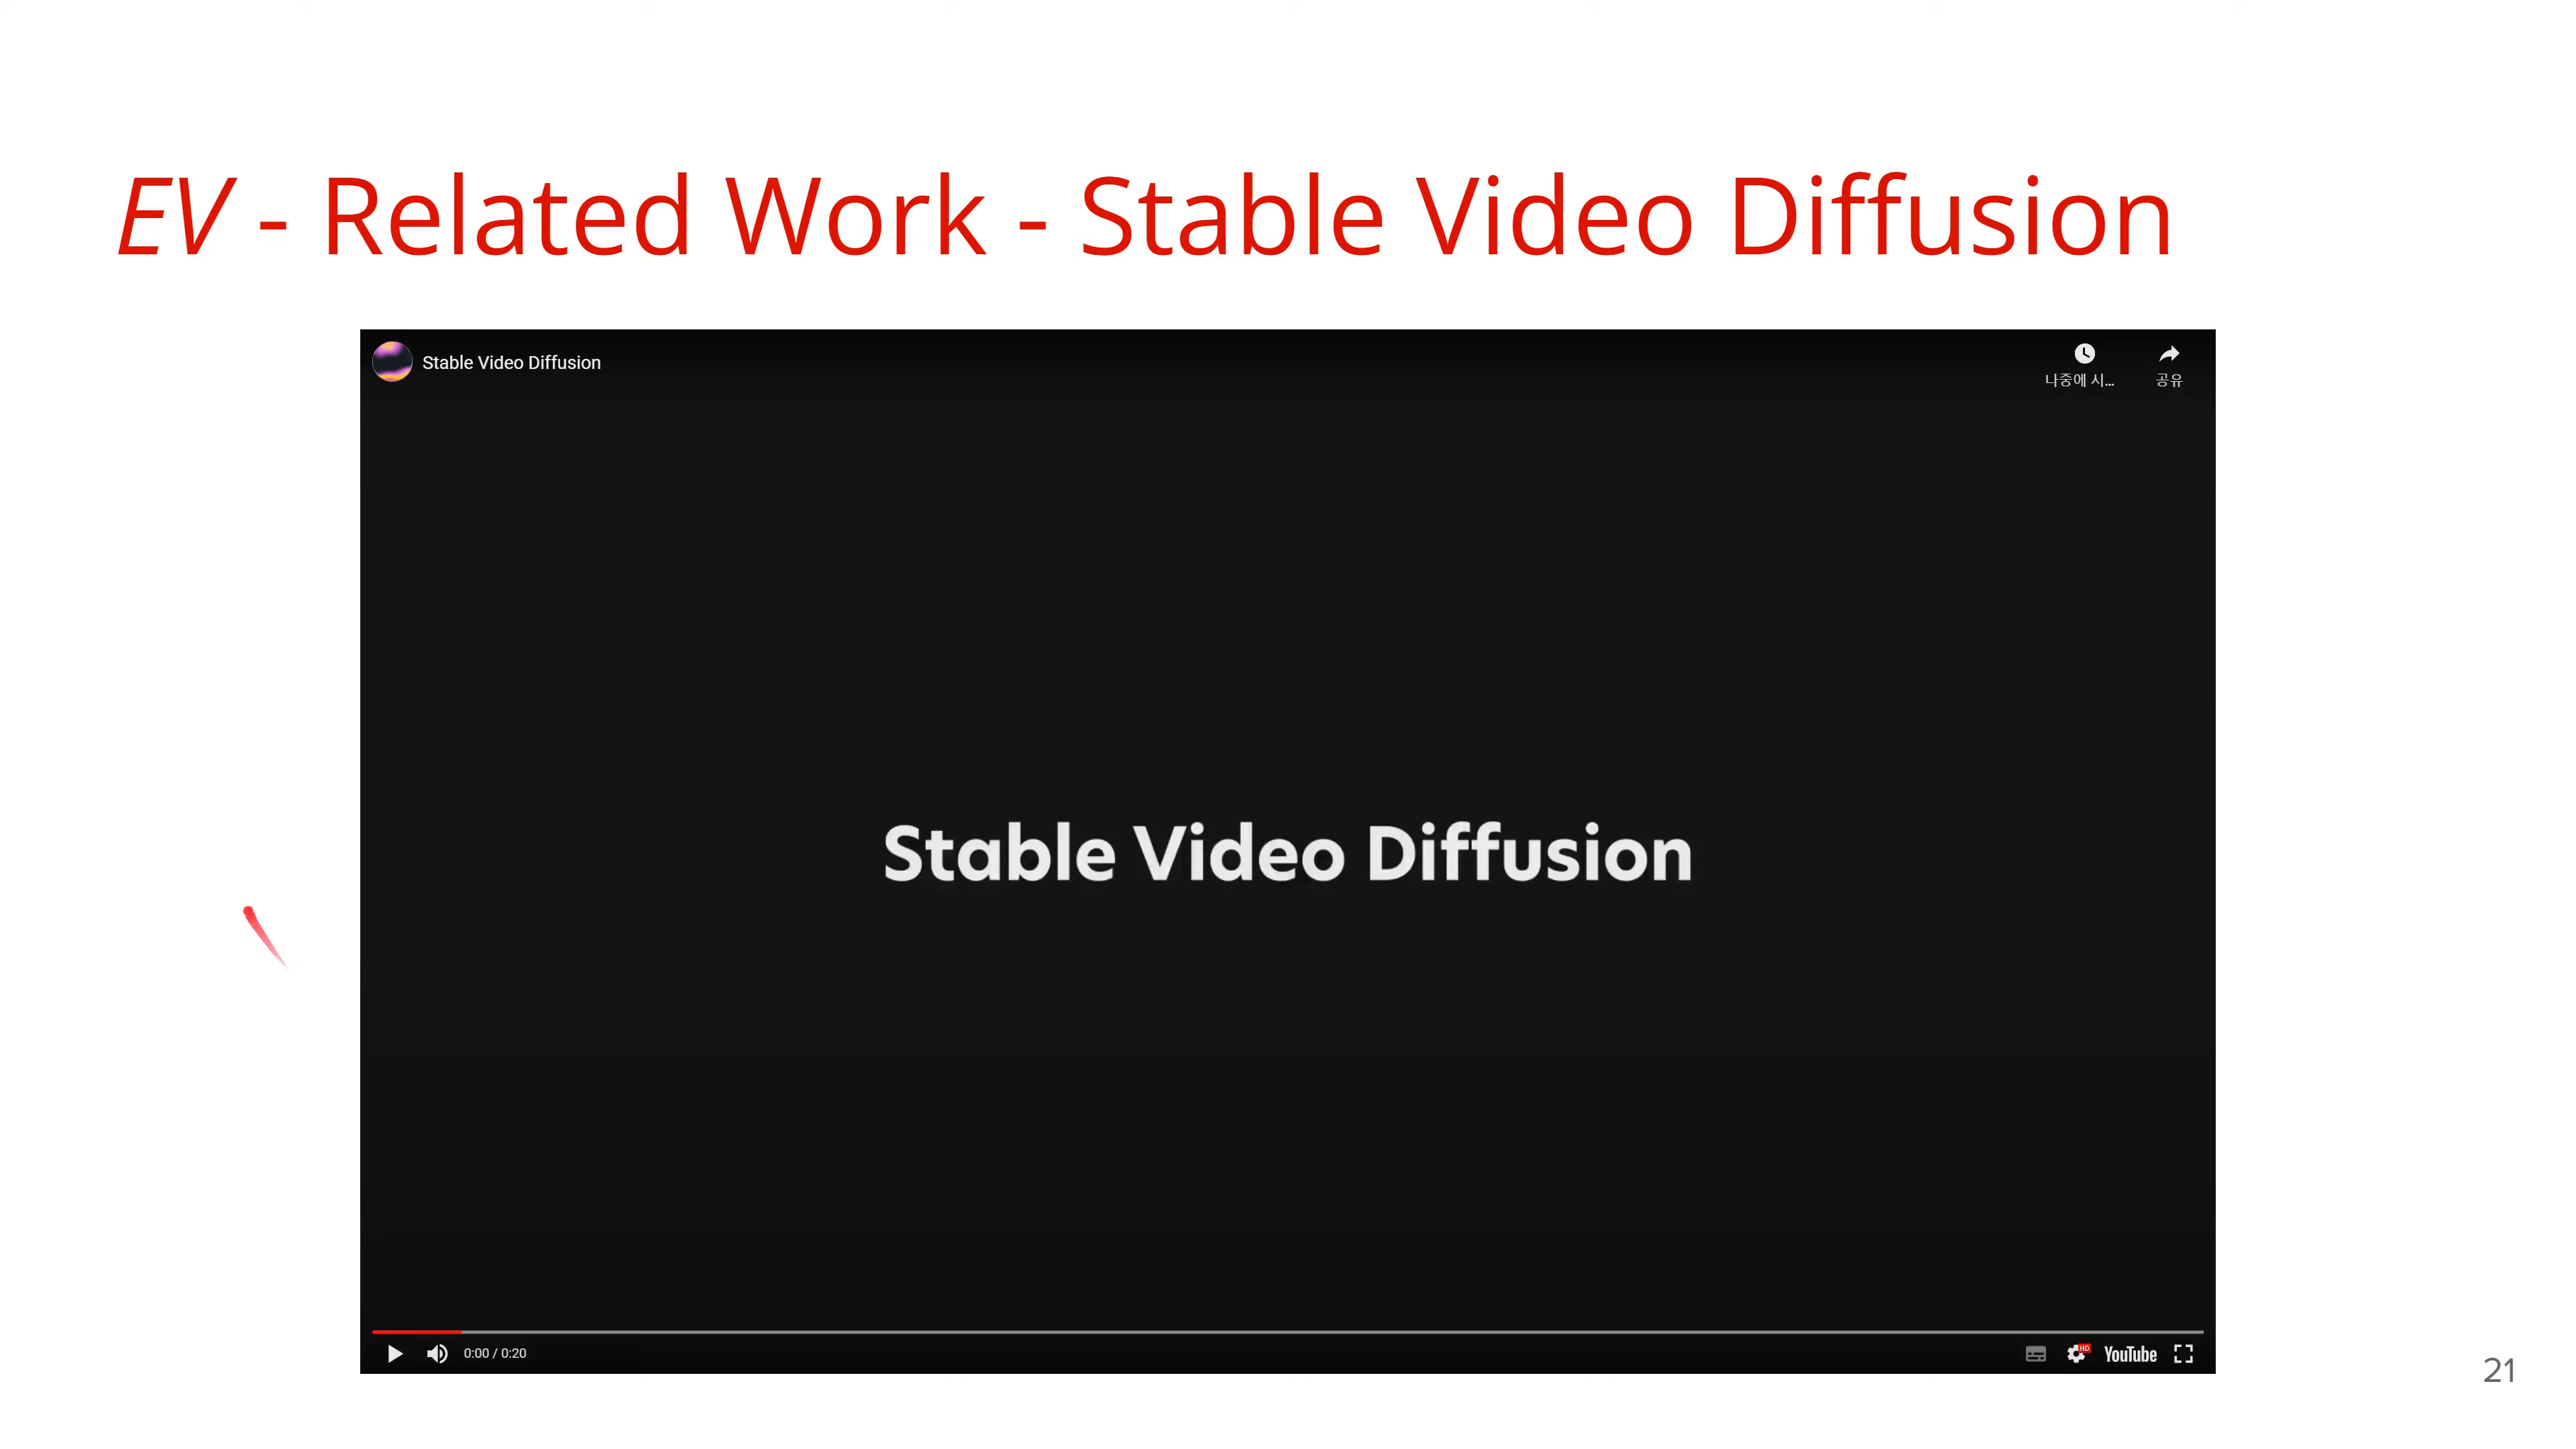 EV - Related Work - Stable Video Diffusion
Stable Video Diffusion
나중에 시...
공유
Stable Video Diffusion
0:00 / 0:20
HD
YouTube
21